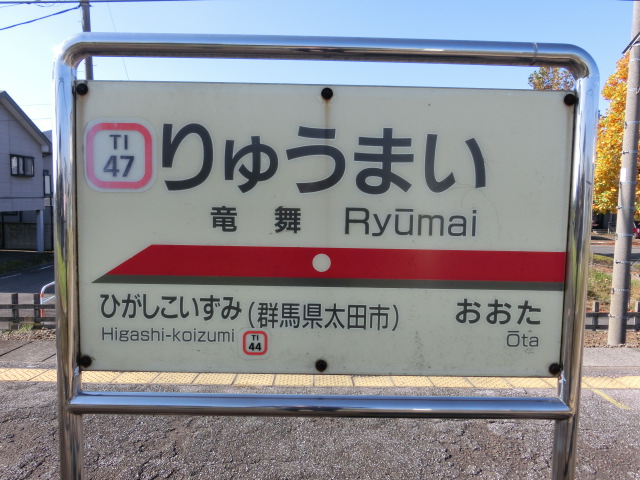 TI
47
りゅうまい
竜舞 Ryūmai
ひがしこいずみ (群馬県太田市) おおた
Higashi-koizumi TI 44 Ōta